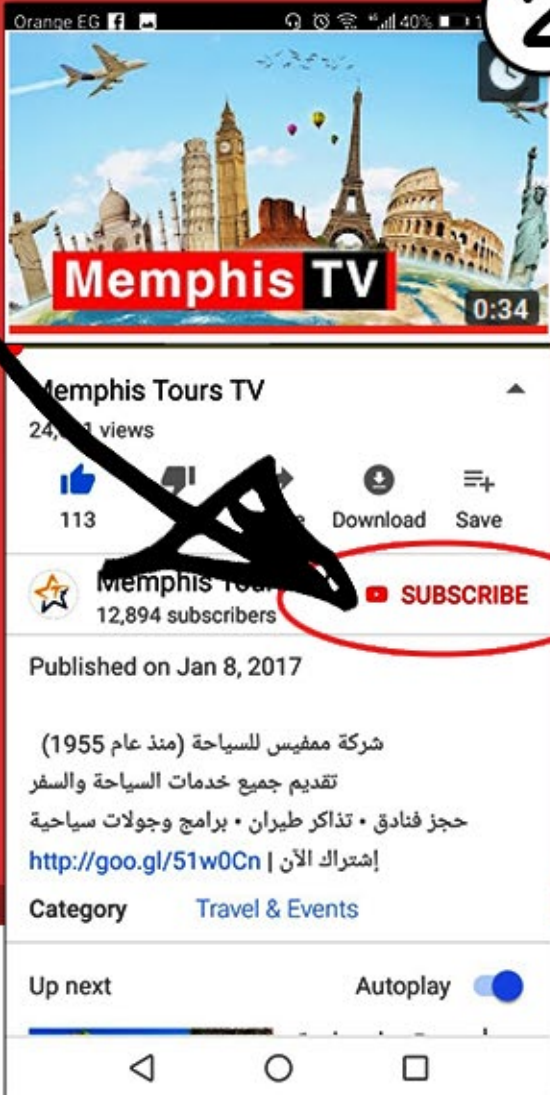 Orange EG 40%
2
Memphis TV
0:34
Memphis Tours TV
views
113 Download Save
Memphis
SUBSCRIBE
12,894 subscribers
Published on Jan 8, 2017
شركة ممفيس للسياحة (منذ عام 1955)
تقديم جميع خدمات السياحة والسفر
حجز فنادق • تذاكر طيران • برامج وجولات سياحية
إشتراك الآن | http://goo.gl/51w0Cn
Category Travel & Events
Up next Autoplay